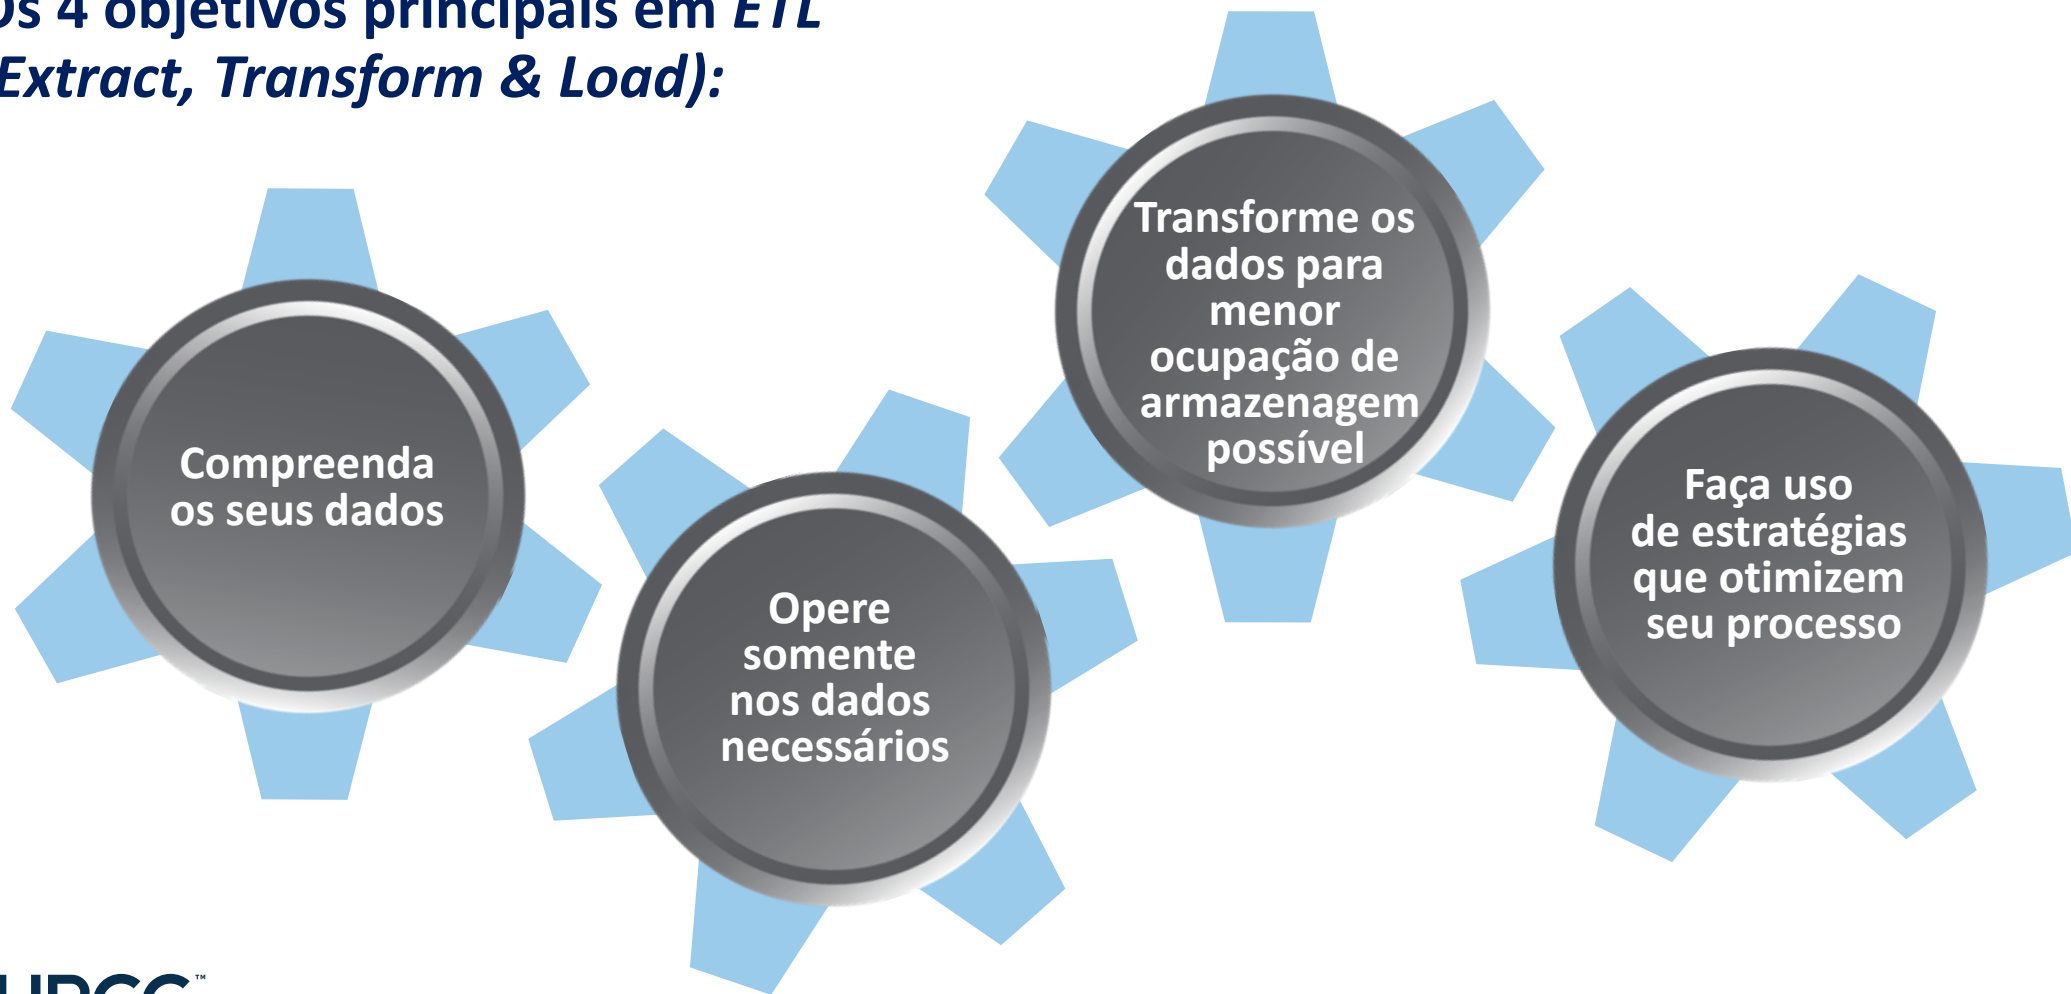 Os 4 objetivos principais em ETL
Extract, Transform & Load):
Compreenda
os seus dados
Opere
somente
nos dados
necessários
Transforme os
dados para
menor
ocupação de
armazenagem
possível
Faça uso
de estratégias
que otimizem
seu processo
HPCC™